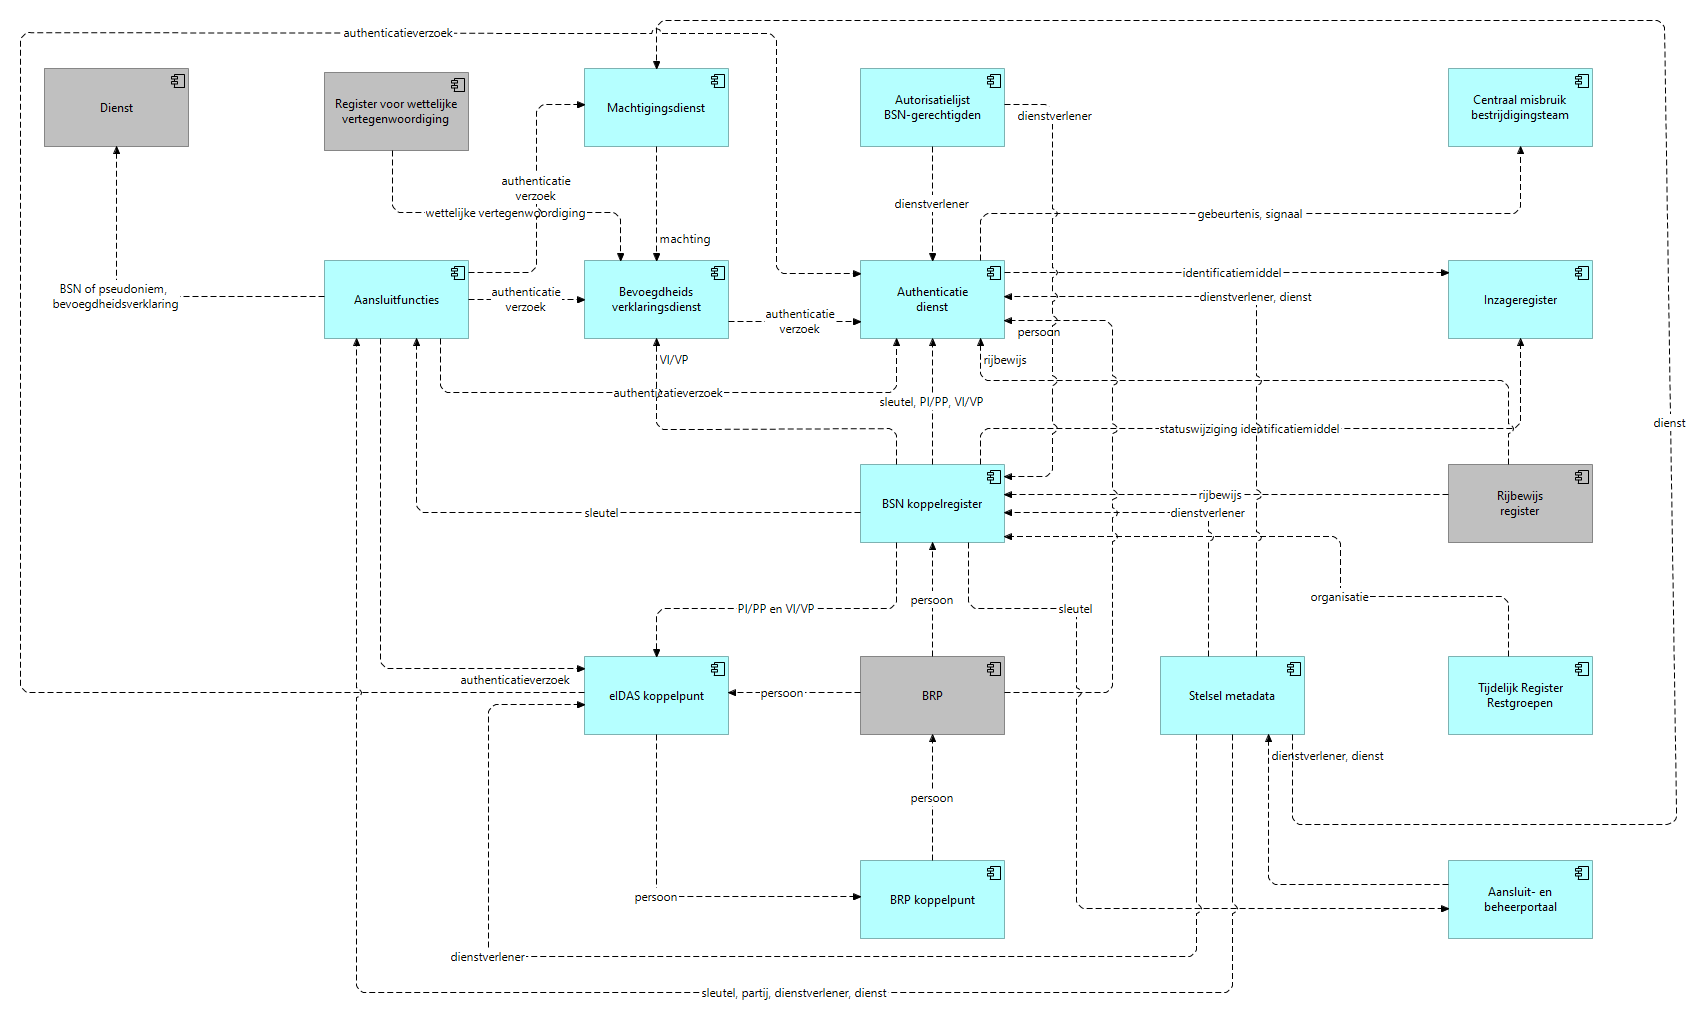 authenticatieverzoek
Dienst
Register voor wettelijke
vertegenwoordiging
Machtigingsdienst
Autorisatielijst
BSN-gerechtigden
dienstverlener
Centraal misbruik
bestrijdigingsteam
authenticatie
verzoek
wettelijke vertegenwoordiging
dienstverlener
gebeurtenis, signaal
machting
BSN of pseudoniem,
bevoegdheidsverklaring
Aansluitfuncties
authenticatie
verzoek
Bevoegdheids
verklaringsdienst
authenticatie
verzoek
Authenticatie
dienst
identificatiemiddel
dienstverlener, dienst
persoon
Inzageregister
VI/VP
rijbewijs
authenticatieverzoek
sleutel, PI/PP, VI/VP
statuswijziging identificatiemiddel
dienst
sleutel
BSN koppelregister
rijbewijs
dienstverlener
Rijbewijs
register
organisatie
PI/PP en VI/VP
persoon
sleutel
authenticatieverzoek
eIDAS koppelpunt
persoon
BRP
Stelsel metadata
Tijdelijk Register
Restgroepen
dienstverlener, dienst
persoon
persoon
BRP koppelpunt
Aansluit- en
beheerportaal
dienstverlener
sleutel, partij, dienstverlener, dienst